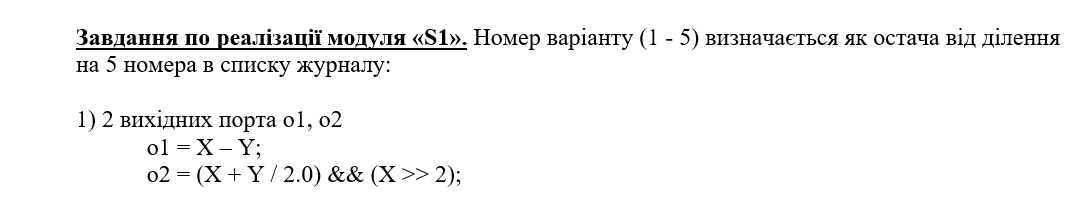 Завдання по реалізації модуля «S1». Номер варіанту (1 - 5) визначається як остача від ділення
на 5 номера в списку журналу:
1) 2 вихідних порта o1, o2
o1 = X – Y;
o2 = (X + Y / 2.0) && (X >> 2);